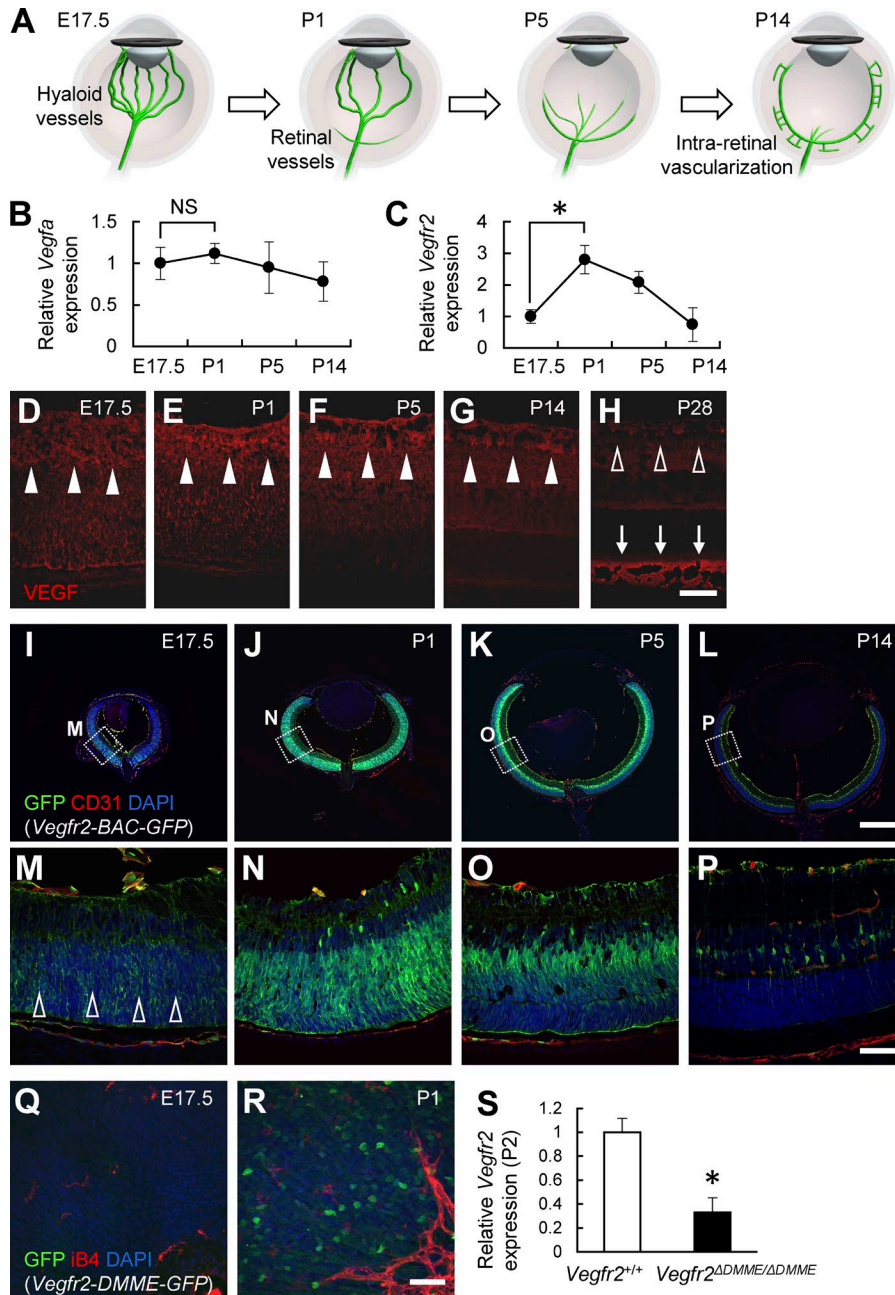 A
E17.5
P1
P5
P14
Hyaloid
vessels
Retinal
vessels
Intra-retinal
vascularization
B
Relative Vegfa
expression
NS
1.5
1
0.5
0
E17.5 P1 P5 P14
C
Relative Vegfr2
expression
*
4
3
2
1
0
E17.5 P1 P5 P14
D E17.5
VEGF
E P1
F P5
G P14
H P28
I E17.5
M
GFP CD31 DAPI
(Vegfr2-BAC-GFP)
J P1
N
K P5
O
L P14
P
M
N
O
P
Q E17.5
GFP iB4 DAPI
(Vegfr2-DMME-GFP)
R P1
S
Relative Vegfr2
expression (P2)
1.2
1
0.8
0.6
0.4
0.2
0
*
Vegfr2+/+ Vegfr2ΔDMME/ΔDMME